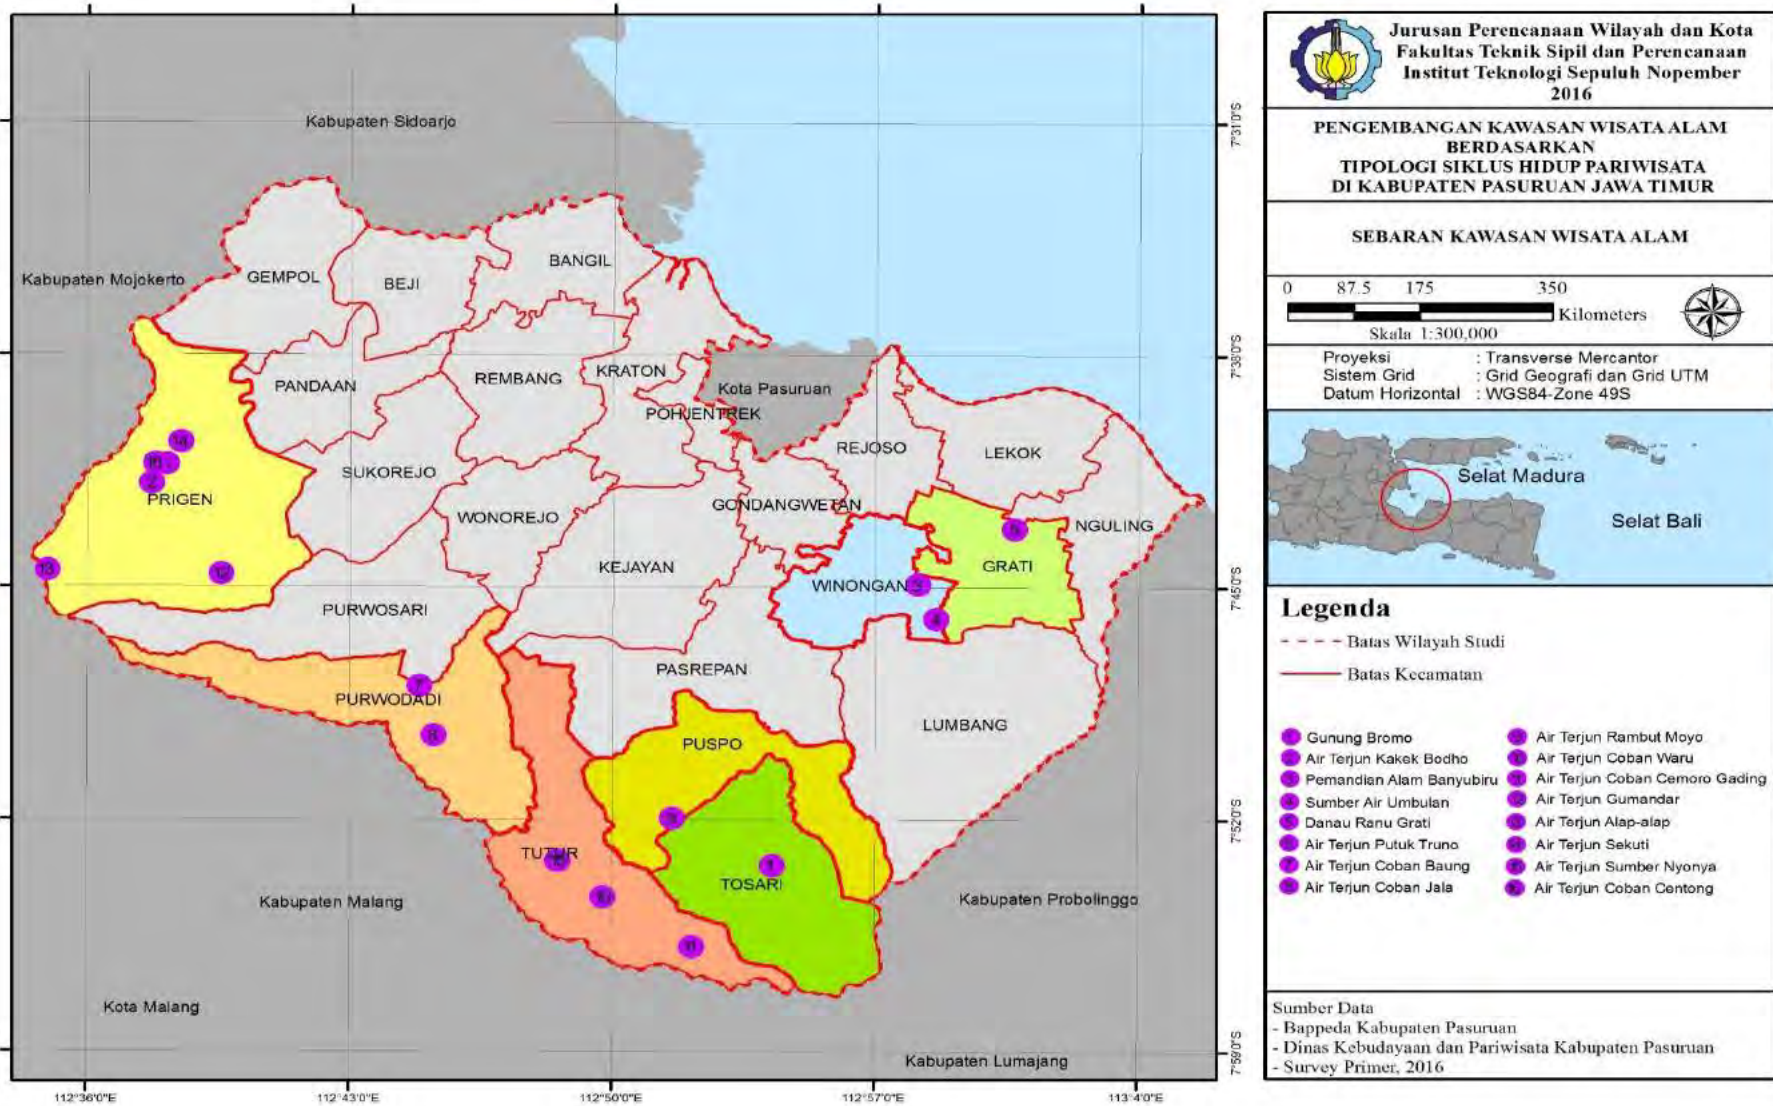 Kabupaten Sidoarjo
Kabupaten Mojokerto
GEMPOL
BEJI
BANGIL
PANDAAN
REMBANG
KRATON
Kota Pasuruan
POHJENTREK
REJOSO
LEKOK
SUKOREJO
PRIGEN
WONOREJO
GONDANGWETAN
NGULING
KEJAYAN
WINONGAN
GRATI
PURWOSARI
PASREPAN
PURWODADI
LUMBANG
PUSPO
TUTUR
TOSARI
Kabupaten Malang
Kabupaten Probolinggo
Kota Malang
Kabupaten Lumajang
2
13
12
7
8
3
4
5
11
7°31'0"S
7°38'0"S
7°45'0"S
7°52'0"S
7°59'0"S
112°36'0"E
112°43'0"E
112°50'0"E
112°57'0"E
113°4'0"E
Jurusan Perencanaan Wilayah dan Kota
Fakultas Teknik Sipil dan Perencanaan
Institut Teknologi Sepuluh Nopember
2016
PENGEMBANGAN KAWASAN WISATA ALAM
BERDASARKAN
TIPOLOGI SIKLUS HIDUP PARIWISATA
DI KABUPATEN PASURUAN JAWA TIMUR
SEBARAN KAWASAN WISATA ALAM
0 87.5 175 350
Kilometers
Skala 1:300,000
Proyeksi : Transverse Mercantor
Sistem Grid : Grid Geografi dan Grid UTM
Datum Horizontal : WGS84-Zone 49S
Selat Madura
Selat Bali
Legenda
Batas Wilayah Studi
Batas Kecamatan
Gunung Bromo
Air Terjun Kakek Bodho
Pemandian Alam Banyubiru
Sumber Air Umbulan
Danau Ranu Grati
Air Terjun Putuk Truno
Air Terjun Coban Baung
Air Terjun Coban Jala
Air Terjun Rambut Moyo
Air Terjun Coban Waru
Air Terjun Coban Cemoro Gading
Air Terjun Gumandar
Air Terjun Alap-alap
Air Terjun Sekuti
Air Terjun Sumber Nyonya
Air Terjun Coban Centong
Sumber Data
- Bappeda Kabupaten Pasuruan
- Dinas Kebudayaan dan Pariwisata Kabupaten Pasuruan
- Survey Primer, 2016